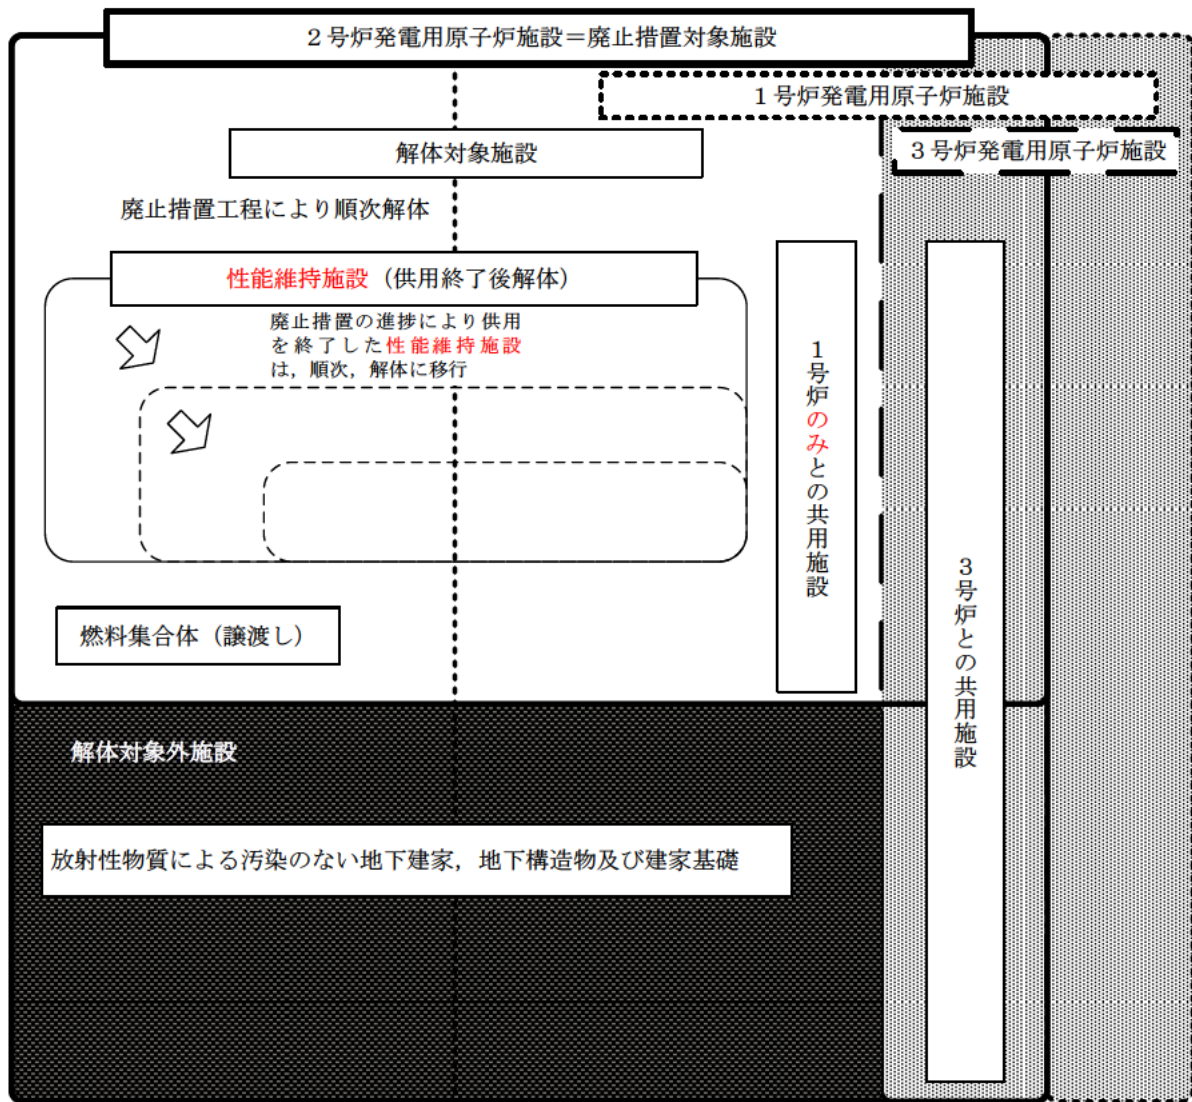 ２号炉発電用原子炉施設＝廃止措置対象施設
１号炉発電用原子炉施設
３号炉発電用原子炉施設
解体対象施設
廃止措置工程により順次解体
性能維持施設（供用終了後解体）
廃止措置の進捗により供用
を終了した性能維持施設
は，順次，解体に移行
１号炉のみとの共用施設
３号炉との共用施設
燃料集合体（譲渡し）
解体対象外施設
放射性物質による汚染のない地下建家，地下構造物及び建家基礎